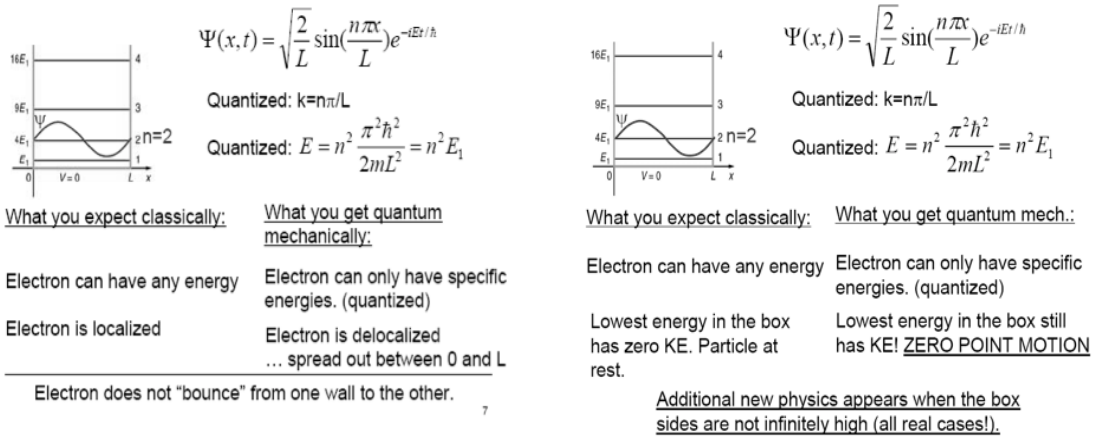 Ψ(x,t) = √(2/L) sin(nπx/L)e^{-iEt/ħ}
16E₁ 4
Quantized: k=nπ/L
9E₁ 3
Ψ
4E₁ 2 n=2
Quantized: E = n² π²ħ²/2mL² = n²E₁
E₁ 1
0 V=0 L x
What you expect classically:
What you get quantum
mechanically:
Electron can have any energy
Electron can only have specific
energies. (quantized)
Electron is localized
Electron is delocalized
... spread out between 0 and L
Electron does not “bounce” from one wall to the other.
7
Ψ(x,t) = √(2/L) sin(nπx/L)e^{-iEt/ħ}
16E₁ 4
Quantized: k=nπ/L
9E₁ 3
Ψ
4E₁ 2 n=2
Quantized: E = n² π²ħ²/2mL² = n²E₁
E₁ 1
0 V=0 L x
What you expect classically:
What you get quantum mech.:
Electron can have any energy
Electron can only have specific
energies. (quantized)
Lowest energy in the box
has zero KE. Particle at
rest.
Lowest energy in the box still
has KE! ZERO POINT MOTION
Additional new physics appears when the box
sides are not infinitely high (all real cases!).